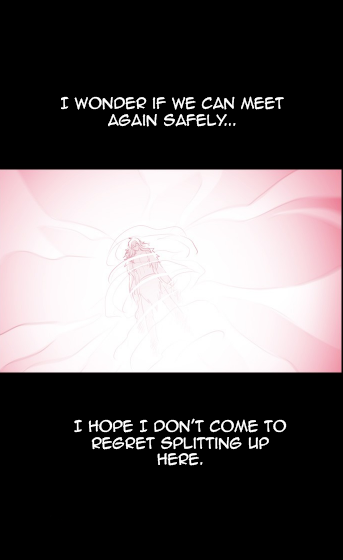 I WONDER IF WE CAN MEET
AGAIN SAFELY...
I HOPE I DON'T COME TO
REGRET SPLITTING UP
HERE.